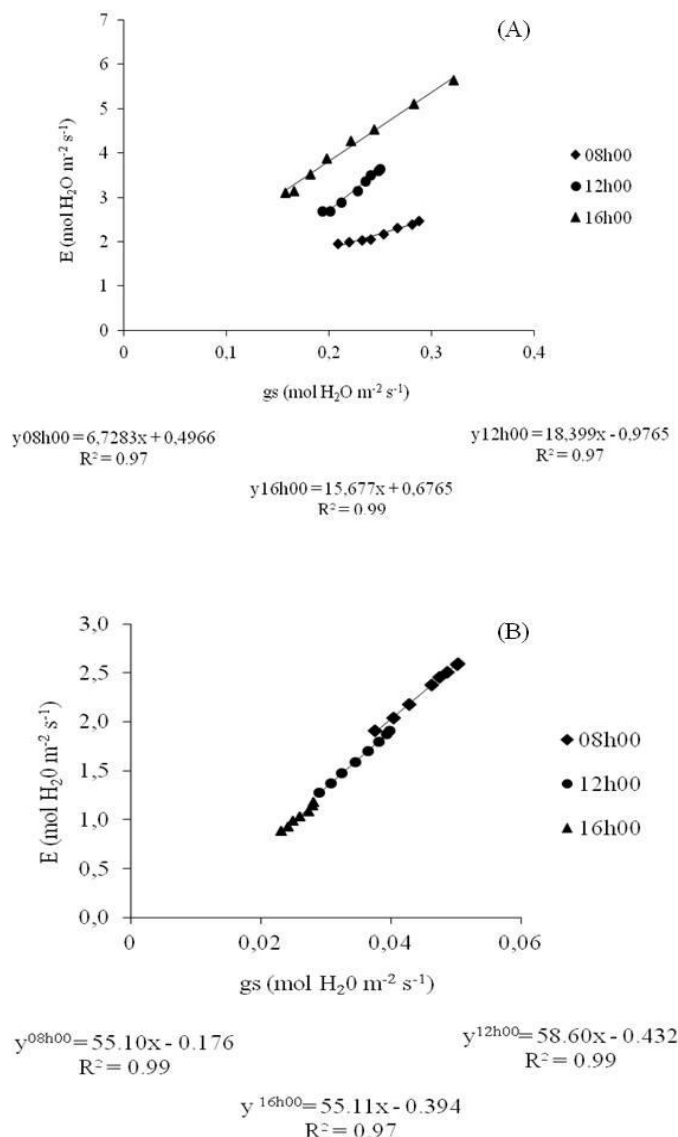 (A)
7
6
5
4
3
2
1
0
E (mol H₂O m⁻² s⁻¹)
0
0,1
0,2
0,3
0,4
gs (mol H₂O m⁻² s⁻¹)
08h00
12h00
16h00
y08h00 = 6,7283x + 0,4966
R² = 0.97
y12h00 = 18,399x - 0,9765
R² = 0.97
y16h00 = 15,677x + 0,6765
R² = 0.99
(B)
3,0
2,5
2,0
1,5
1,0
0,5
0,0
E (mol H₂0 m⁻² s⁻¹)
0
0,02
0,04
0,06
gs (mol H₂0 m⁻² s⁻¹)
08h00
12h00
16h00
y⁰⁸ʰ⁰⁰ = 55.10x - 0.176
R² = 0.99
y¹²ʰ⁰⁰ = 58.60x - 0.432
R² = 0.99
y ¹⁶ʰ⁰⁰ = 55.11x - 0.394
R² = 0.97